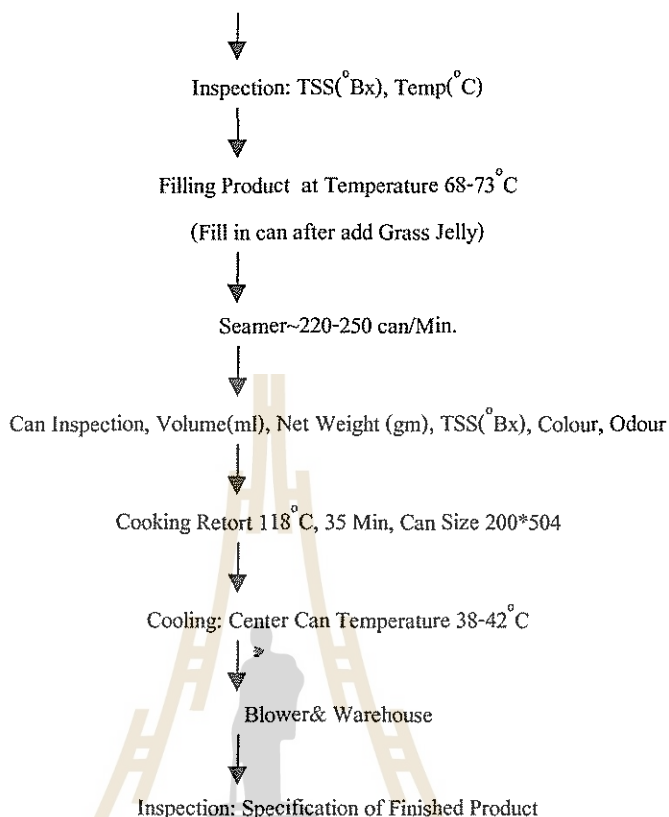 Inspection: TSS(°Bx), Temp(°C)
Filling Product at Temperature 68-73°C
(Fill in can after add Grass Jelly)
Seamer~220-250 can/Min.
Can Inspection, Volume(ml), Net Weight (gm), TSS(°Bx), Colour, Odour
Cooking Retort 118°C, 35 Min, Can Size 200*504
Cooling: Center Can Temperature 38-42°C
Blower& Warehouse
Inspection: Specification of Finished Product